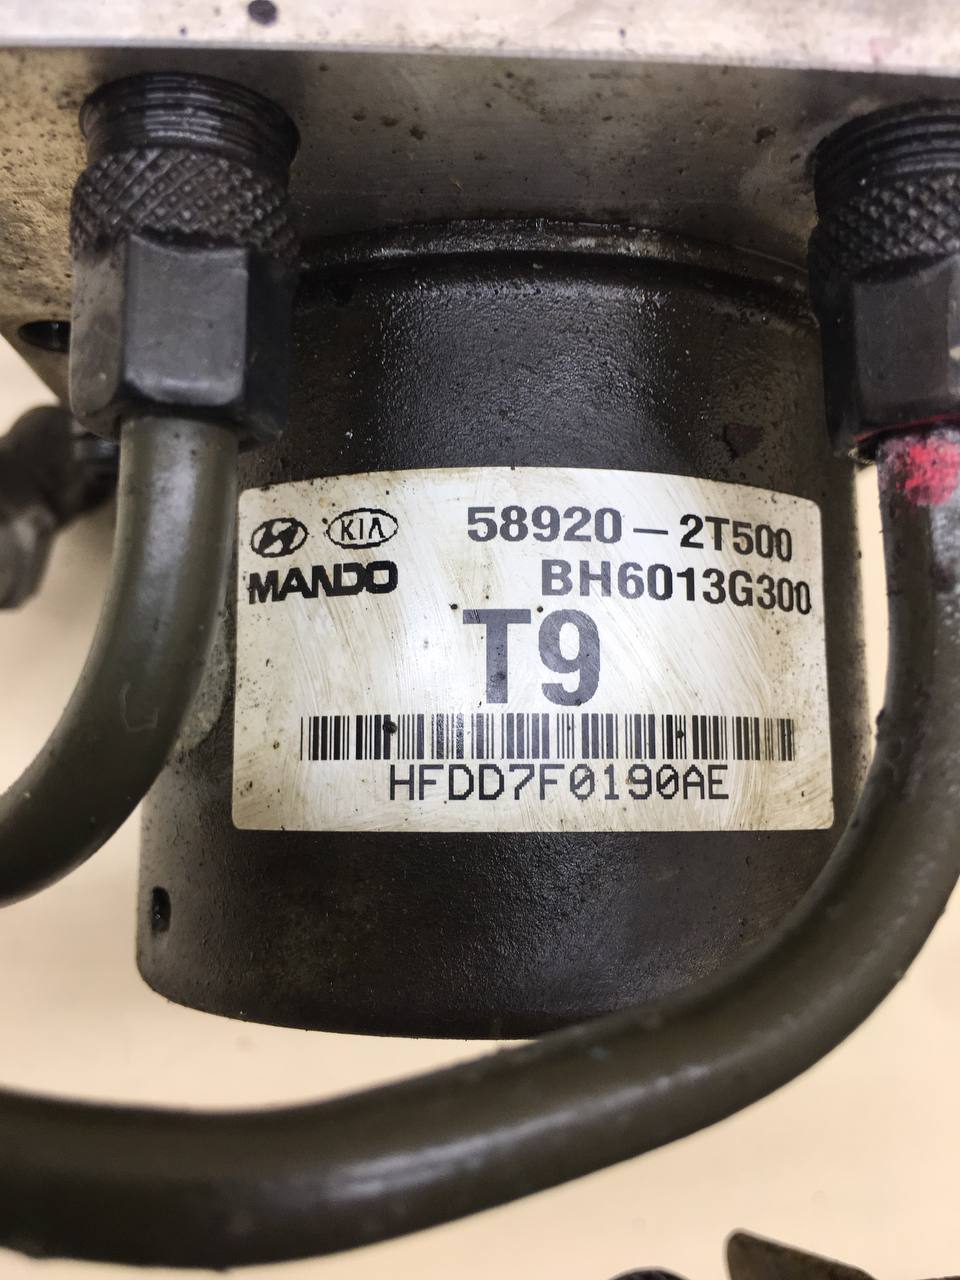 KIA 58920-2T500
MANDO BH6013G300
T9
HFDD7F0190AE